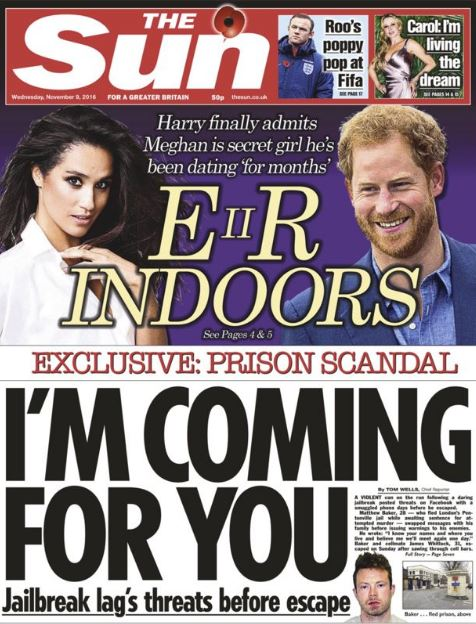 THE
Sun
Roo's
poppy
pop at
Fifa
SEE PAGE 17
Carol: I'm
living
the
dream
SEE PAGES 14 & 15
Wednesday, November 9, 2016
FOR A GREATER BRITAIN
50p
thesun.co.uk
Harry finally admits
Meghan is secret girl he's
been dating 'for months'
EIIR
INDOORS
See Pages 4 & 5
EXCLUSIVE: PRISON SCANDAL
I'M COMING
FOR YOU
Jailbreak lag's threats before escape
By TOM WELLS, Chief Reporter
A VIOLENT con on the run following a daring
jailbreak posted threats on Facebook with a
smuggled phone days before he escaped.
Matthew Baker, 28 — who fled London's Pen-
tonville jail while awaiting sentence for at-
tempted murder — swapped messages with his
family before issuing warnings to his enemies.
He wrote: "I know your names and where you
live and believe me we'll meet again one day."
Baker and cellmate James Whitlock, 31, es-
caped on Sunday after sawing through cell bars.
Full Story — Page Seven
Baker ... fled prison, above